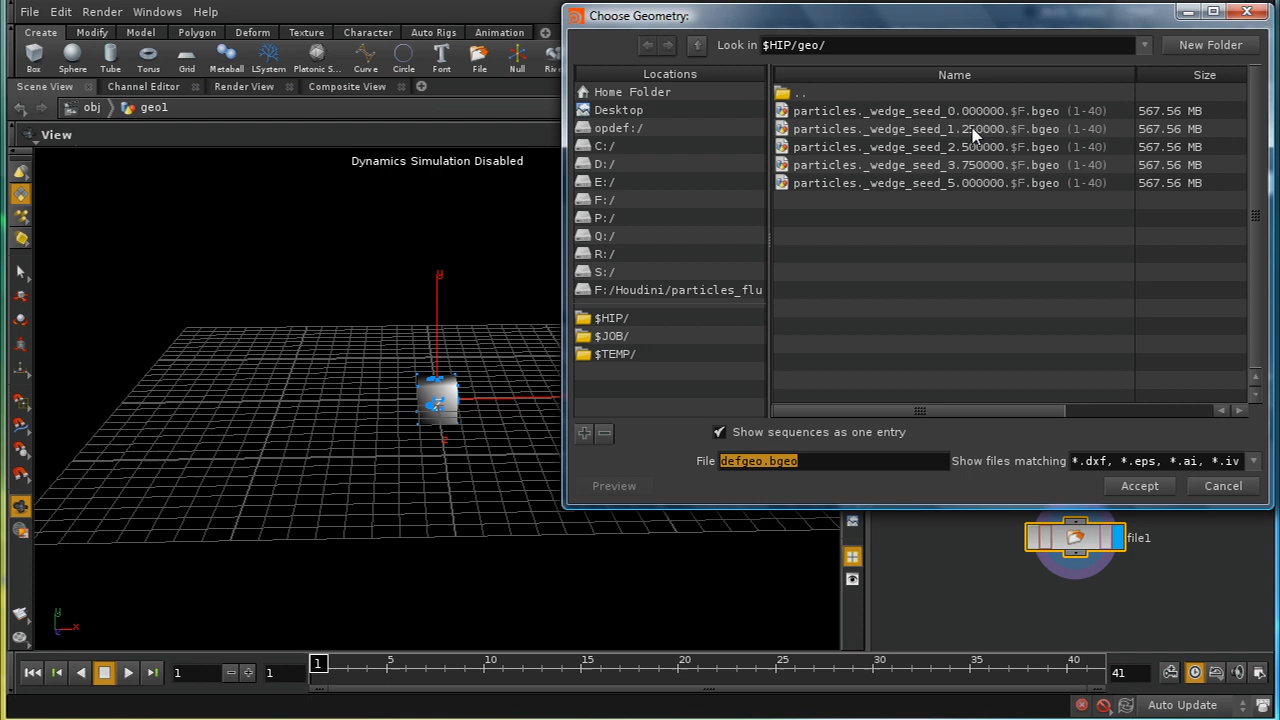 File Edit Render Windows Help
Create Modify Model Polygon Deform Texture Character Auto Rigs Animation
Box Sphere Tube Torus Grid Metaball LSystem Platonic S... Curve Circle Font File Null
Scene View Channel Editor Render View Composite View
obj geo1
View
Dynamics Simulation Disabled
y
z
y
x
Choose Geometry:
Look in $HIP/geo/ New Folder
Locations
Home Folder
Desktop
opdef:/
C:/
D:/
E:/
F:/
P:/
Q:/
R:/
S:/
F:/Houdini/particles_flu
$HIP/
$JOB/
$TEMP/
Name Size
..
particles._wedge_seed_0.000000.$F.bgeo (1-40) 567.56 MB
particles._wedge_seed_1.250000.$F.bgeo (1-40) 567.56 MB
particles._wedge_seed_2.500000.$F.bgeo (1-40) 567.56 MB
particles._wedge_seed_3.750000.$F.bgeo (1-40) 567.56 MB
particles._wedge_seed_5.000000.$F.bgeo (1-40) 567.56 MB
Show sequences as one entry
File defgeo.bgeo Show files matching *.dxf, *.eps, *.ai, *.iv
Preview Accept Cancel
file1
1 1 1 5 10 15 20 25 30 35 40 41
Auto Update